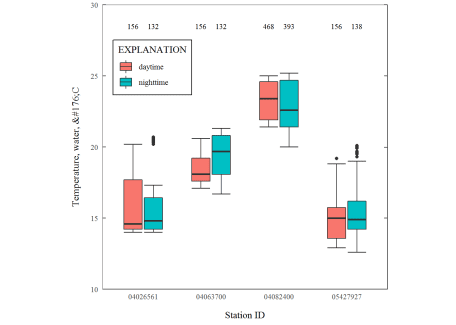 30
156 132 156 132 468 393 156 138
EXPLANATION
daytime
nighttime
25
20
15
10
Temperature, water, &#176;C
04026561 04063700 04082400 05427927
Station ID